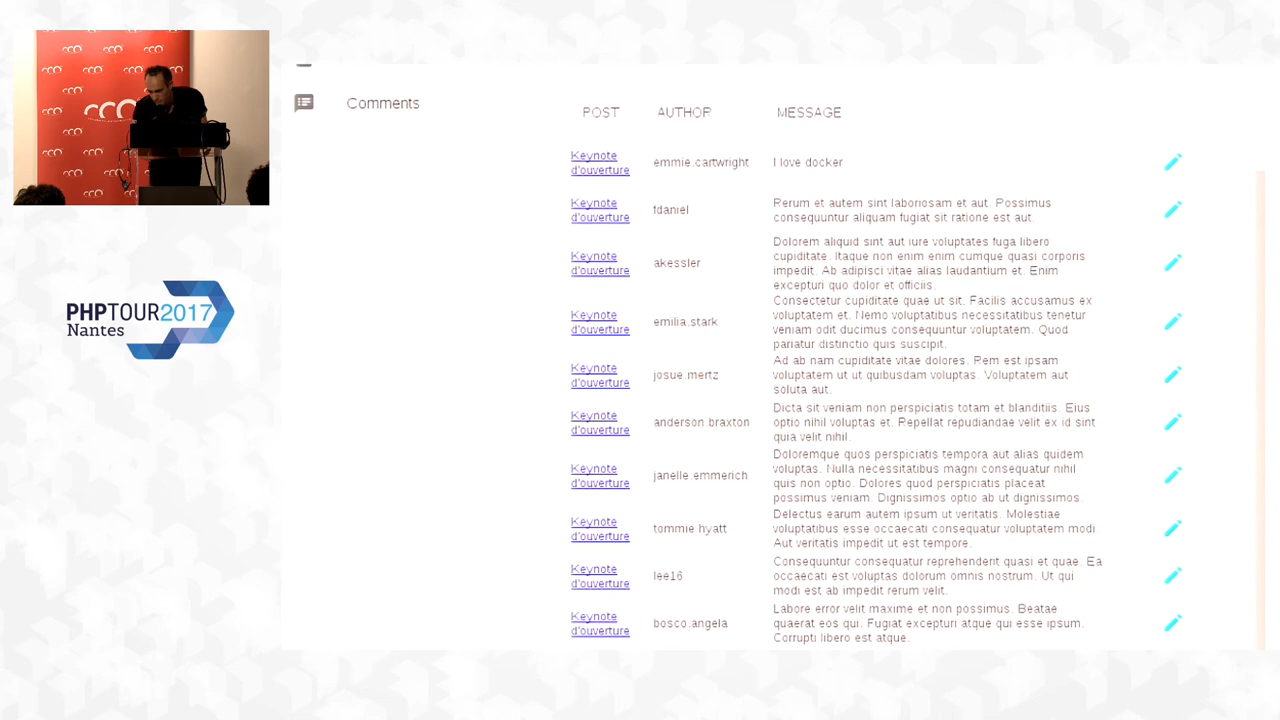 Comments
POST AUTHOR MESSAGE
Keynote
d'ouverture
emmie.cartwright
I love docker
Keynote
d'ouverture
fdaniel
Rerum et autem sint laboriosam et aut. Possimus
consequuntur aliquam fugiat sit ratione est aut.
Keynote
d'ouverture
akessler
Dolorem aliquid sint aut iure voluptates fuga libero
cupiditate. Itaque non enim enim cumque quasi corporis
impedit. Ab adipisci vitae alias laudantium et. Enim
excepturi quo dolor et officiis.
Keynote
d'ouverture
emilia.stark
Consectetur cupiditate quae ut sit. Facilis accusamus ex
voluptatem et. Nemo voluptatibus necessitatibus tenetur
veniam odit ducimus consequuntur voluptatem. Quod
pariatur distinctio quis suscipit.
Keynote
d'ouverture
josue.mertz
Ad ab nam cupiditate vitae dolores. Rem est ipsam
voluptatem ut ut quibusdam voluptas. Voluptatem aut
soluta aut.
Keynote
d'ouverture
anderson.braxton
Dicta sit veniam non perspiciatis totam et blanditiis. Eius
optio nihil voluptas et. Repellat repudiandae velit ex id sint
quia velit nihil.
Keynote
d'ouverture
janelle.emmerich
Doloremque quos perspiciatis tempora aut alias quidem
voluptas. Nulla necessitatibus magni consequatur nihil
quis non optio. Dolores quod perspiciatis placeat
possimus veniam. Dignissimos optio ab ut dignissimos.
Keynote
d'ouverture
tommie.hyatt
Delectus earum autem ipsum ut veritatis. Molestiae
voluptatibus esse occaecati consequatur voluptatem modi.
Aut veritatis impedit ut est tempore.
Keynote
d'ouverture
lee16
Consequuntur consequatur reprehenderit quasi et quae. Ea
occaecati est voluptas dolorum omnis nostrum. Ut qui
modi est ab impedit rerum velit.
Keynote
d'ouverture
bosco.angela
Labore error velit maxime et non possimus. Beatae
quaerat eos qui. Fugiat excepturi atque qui esse ipsum.
Corrupti libero est atque.
PHPTOUR2017
Nantes